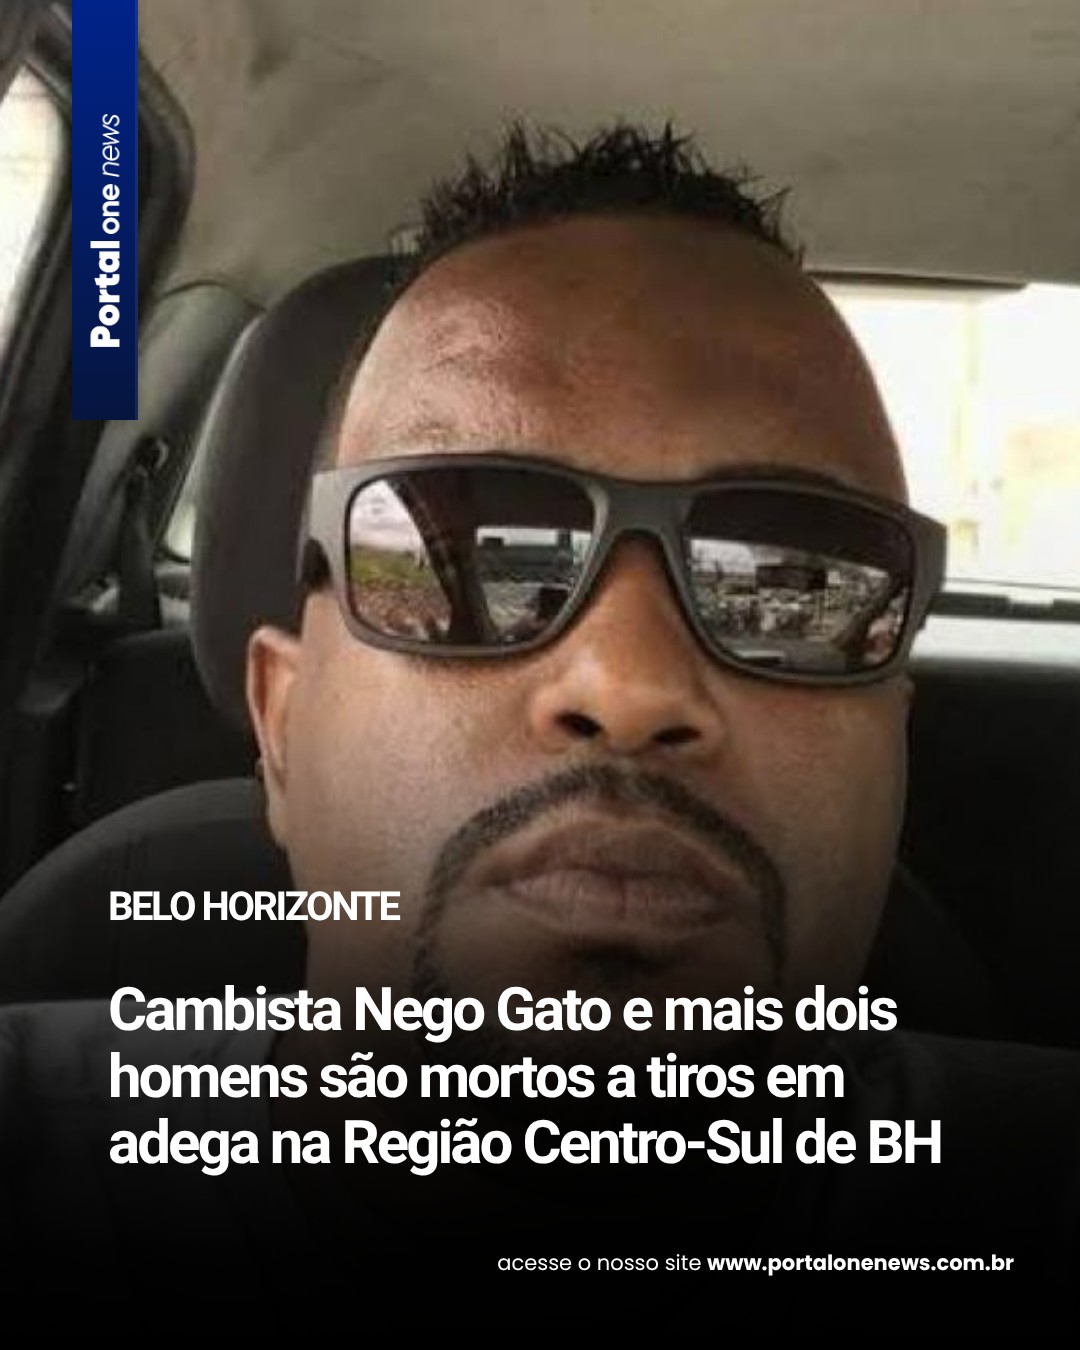 Portal one news
BELO HORIZONTE
Cambista Nego Gato e mais dois
homens são mortos a tiros em
adega na Região Centro-Sul de BH
acesse o nosso site www.portalonenews.com.br